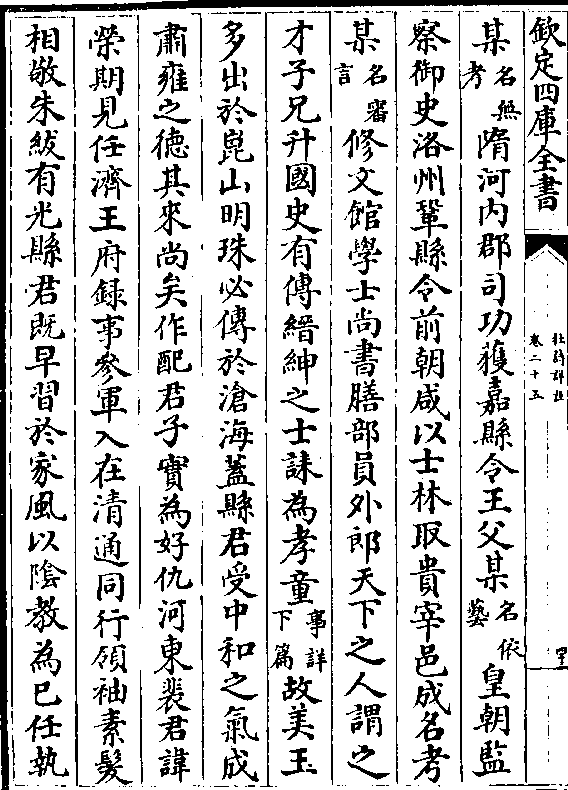 欽定四庫全書
杜詩詳註
卷二十五
某名無考隋河内郡司功獲嘉縣令王父某名依藝皇朝監
察御史洛州鞏縣令前朝咸以士林取貴宰邑成名考
某名審言修文館學士尚書膳部員外郎天下之人謂之
才子兄升國史有傳縉紳之士誄為孝童事詳下篇故美玉
多出於崑山明珠必傳於滄海蓋縣君受中和之氣成
肅雍之德其來尚矣作配君子實為好仇河東裴君諱
榮期見任濟王府録事參軍入在清通同行領袖素髮
相敬朱紱有光縣君既早習於家風以陰教為己任執